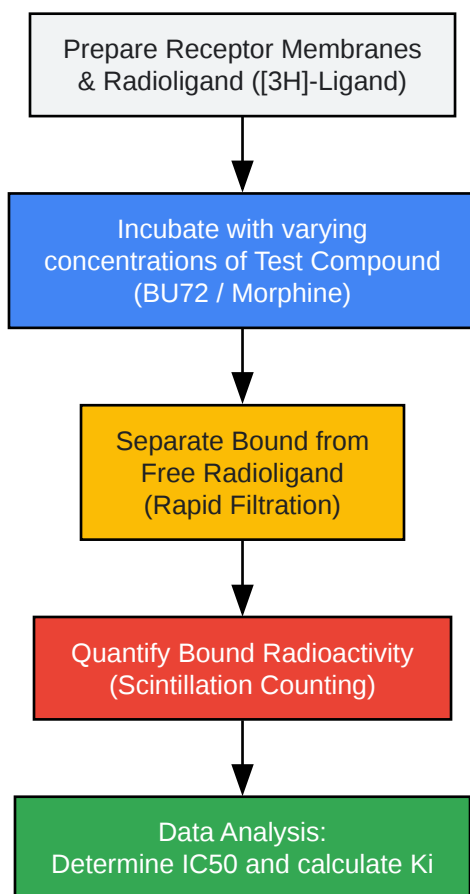 Prepare Receptor Membranes
& Radioligand ([3H]-Ligand)
Incubate with varying
concentrations of Test Compound
(BU72 / Morphine)
Separate Bound from
Free Radioligand
(Rapid Filtration)
Quantify Bound Radioactivity
(Scintillation Counting)
Data Analysis:
Determine IC50 and calculate Ki